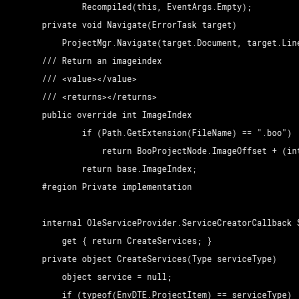 Recompiled(this, EventArgs.Empty);
private void Navigate(ErrorTask target)
ProjectMgr.Navigate(target.Document, target.Line
/// Return an imageindex
/// <value></value>
/// <returns></returns>
public override int ImageIndex
if (Path.GetExtension(FileName) == ".boo")
return BooProjectNode.ImageOffset + (int
return base.ImageIndex;
#region Private implementation
internal OleServiceProvider.ServiceCreatorCallback S
get { return CreateServices; }
private object CreateServices(Type serviceType)
object service = null;
if (typeof(EnvDTE.ProjectItem) == serviceType)